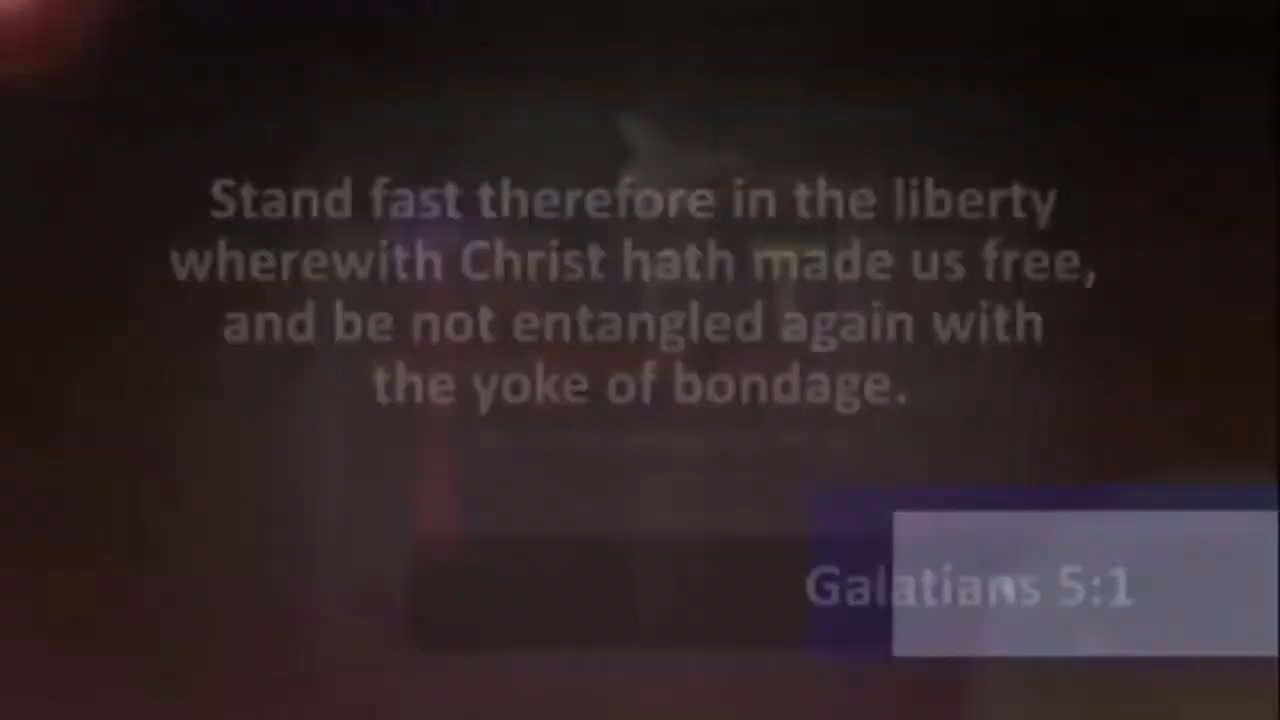 Stand fast therefore in the liberty
wherewith Christ hath made us free,
and be not entangled again with
the yoke of bondage.
Galatians 5:1